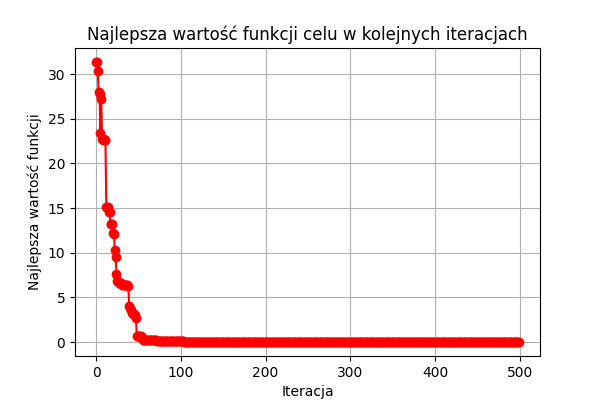 Najlepsza wartość funkcji celu w kolejnych iteracjach
Najlepsza wartość funkcji
30
25
20
15
10
5
0
0 100 200 300 400 500
Iteracja